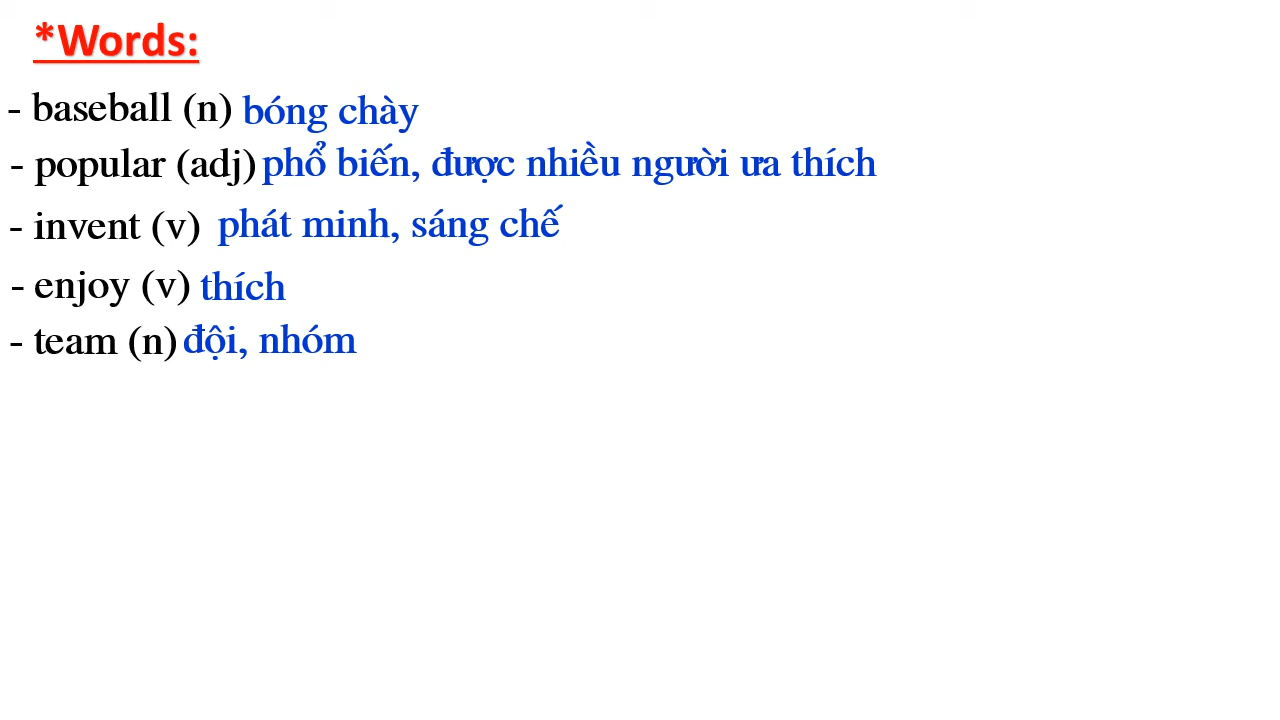 *Words:
- baseball (n) bóng chày
- popular (adj) phổ biến, được nhiều người ưa thích
- invent (v) phát minh, sáng chế
- enjoy (v) thích
- team (n) đội, nhóm